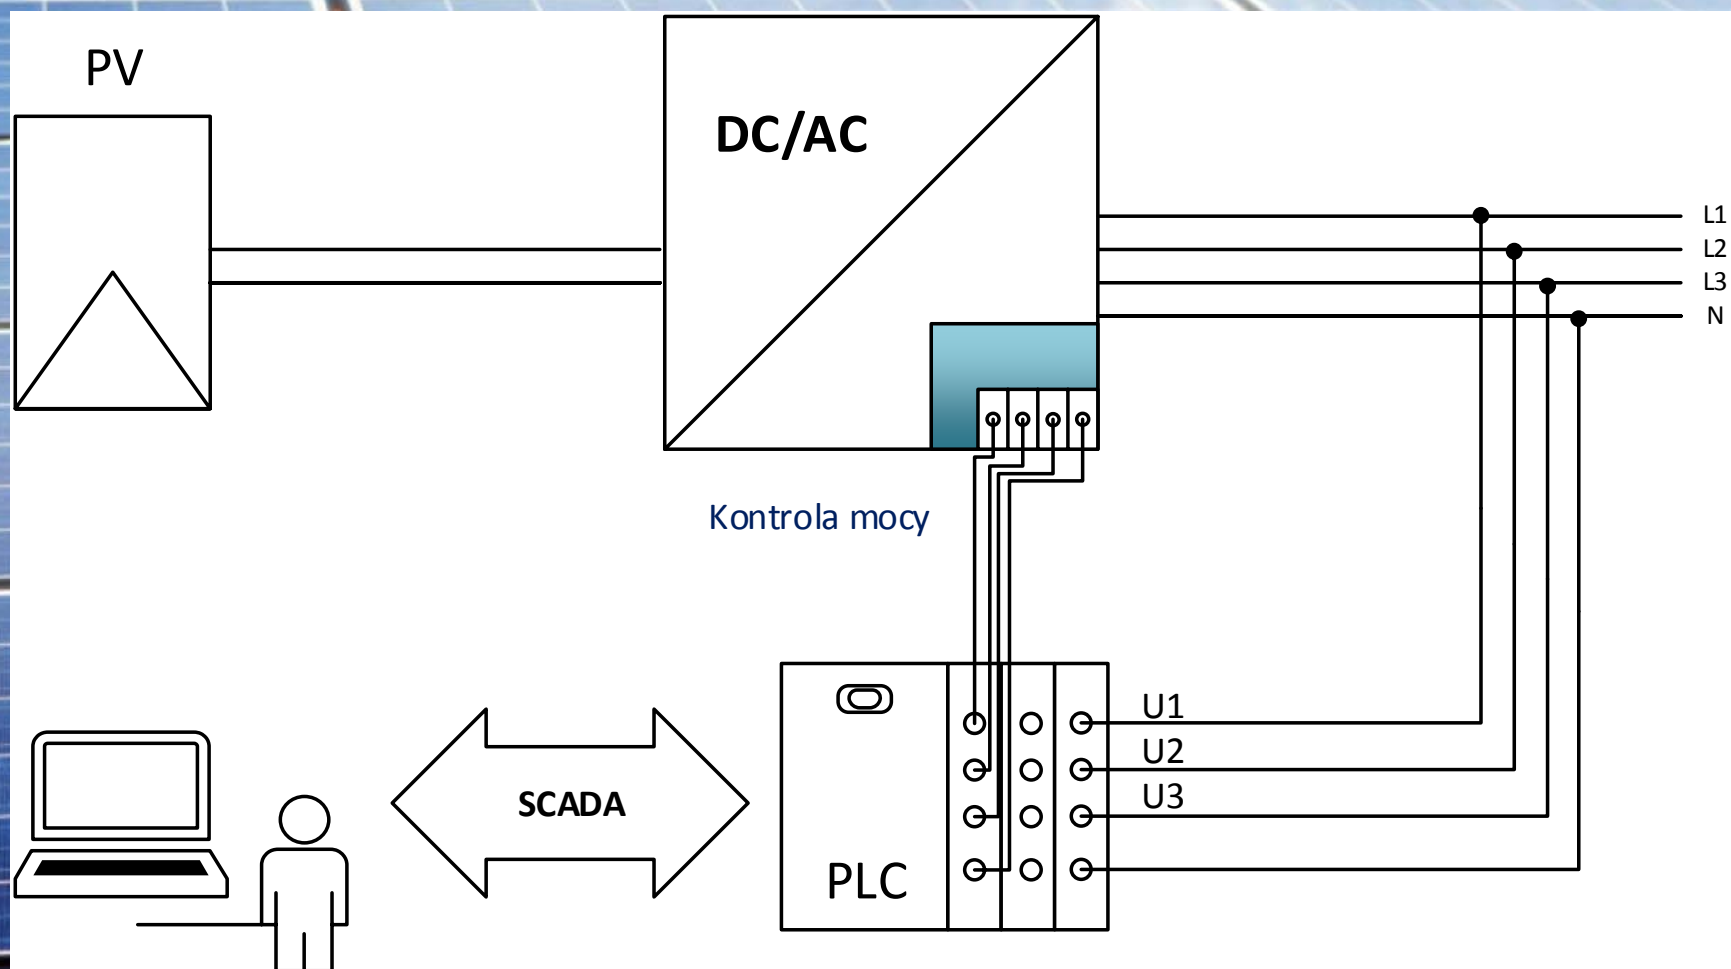 PV
DC/AC
L1
L2
L3
N
Kontrola mocy
U1
U2
U3
SCADA
PLC